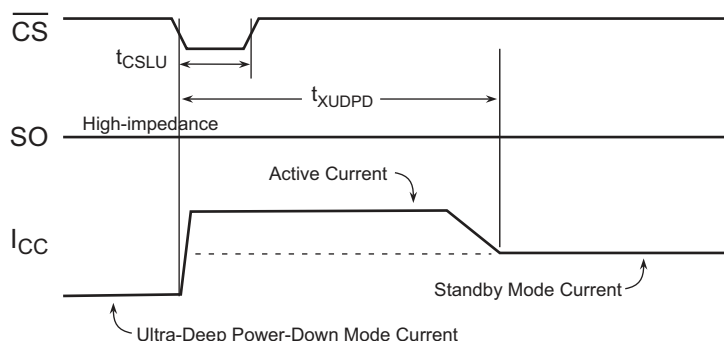 CS
tCSLU
tXUDPD
High-impedance
SO
Active Current
ICC
Standby Mode Current
Ultra-Deep Power-Down Mode Current